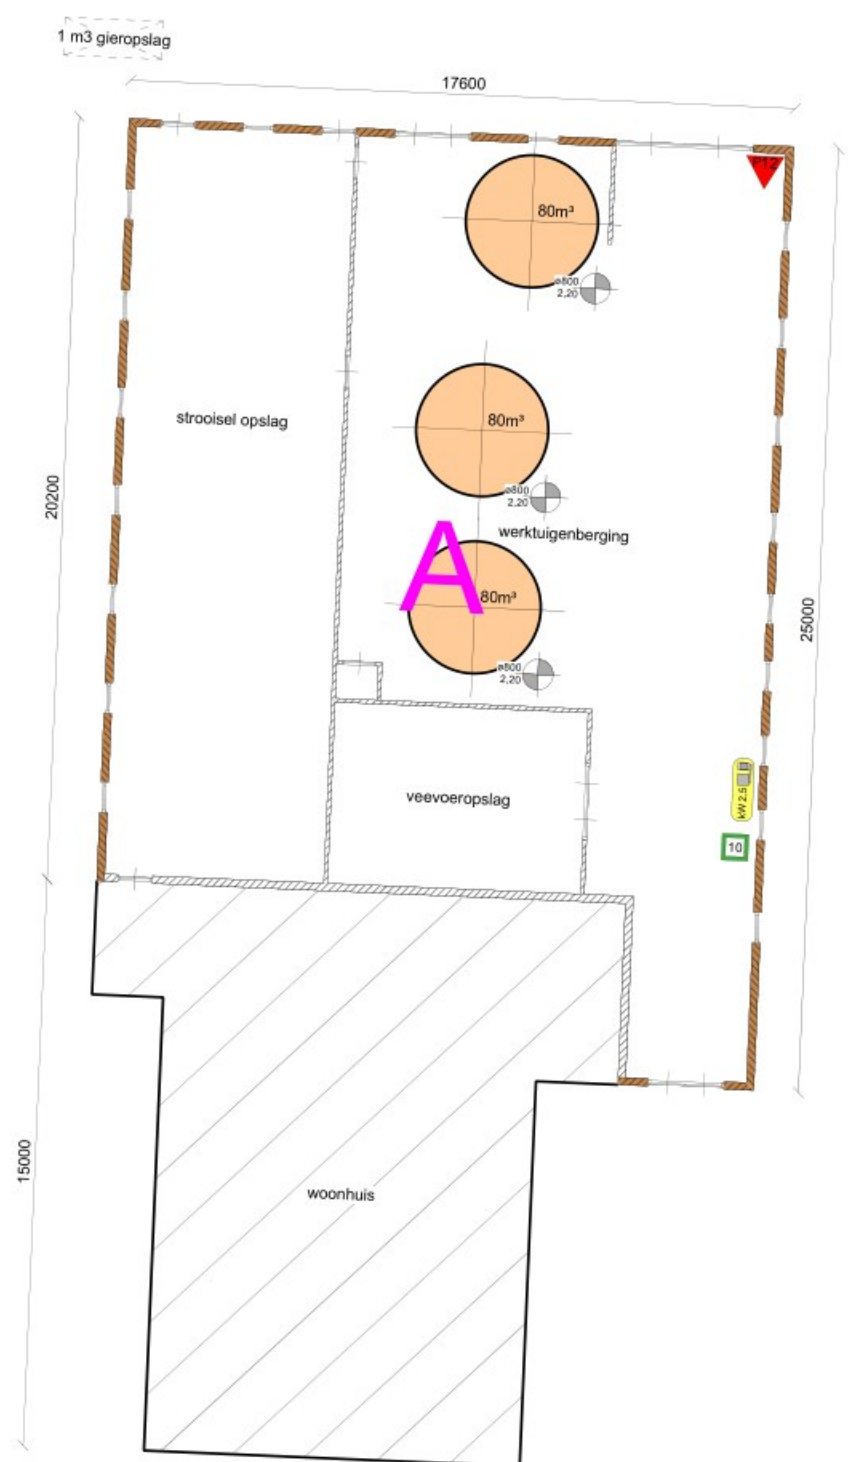 1 m3 gieropslag
17600
P12
80m³
ø800
2,20
20200
strooisel opslag
80m³
ø800
2,20
werktuigenberging
A
80m³
25000
ø800
2,20
veevoeropslag
kW 2.5
10
15000
woonhuis